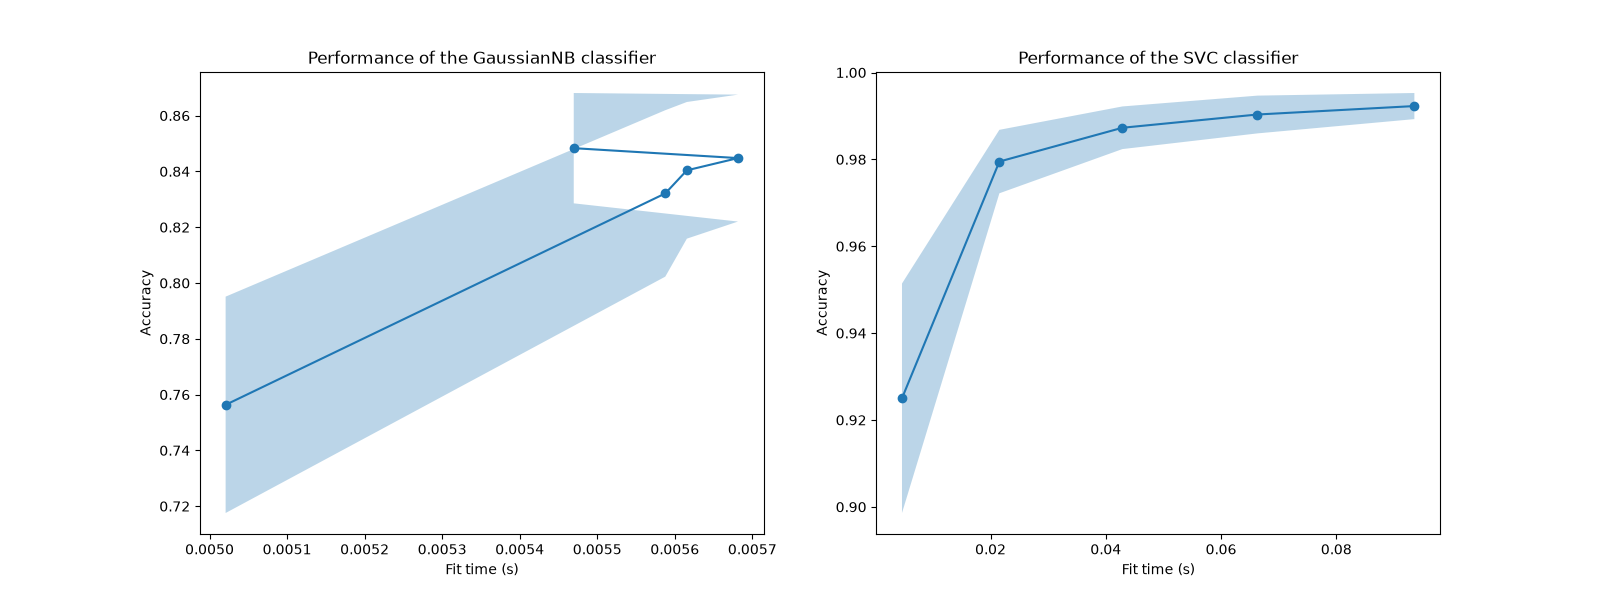 Performance of the GaussianNB classifier
0.86
0.84
0.82
0.80
0.78
0.76
0.74
0.72
Accuracy
0.0050 0.0051 0.0052 0.0053 0.0054 0.0055 0.0056 0.0057
Fit time (s)
Performance of the SVC classifier
1.00
0.98
0.96
0.94
0.92
0.90
Accuracy
0.02 0.04 0.06 0.08
Fit time (s)